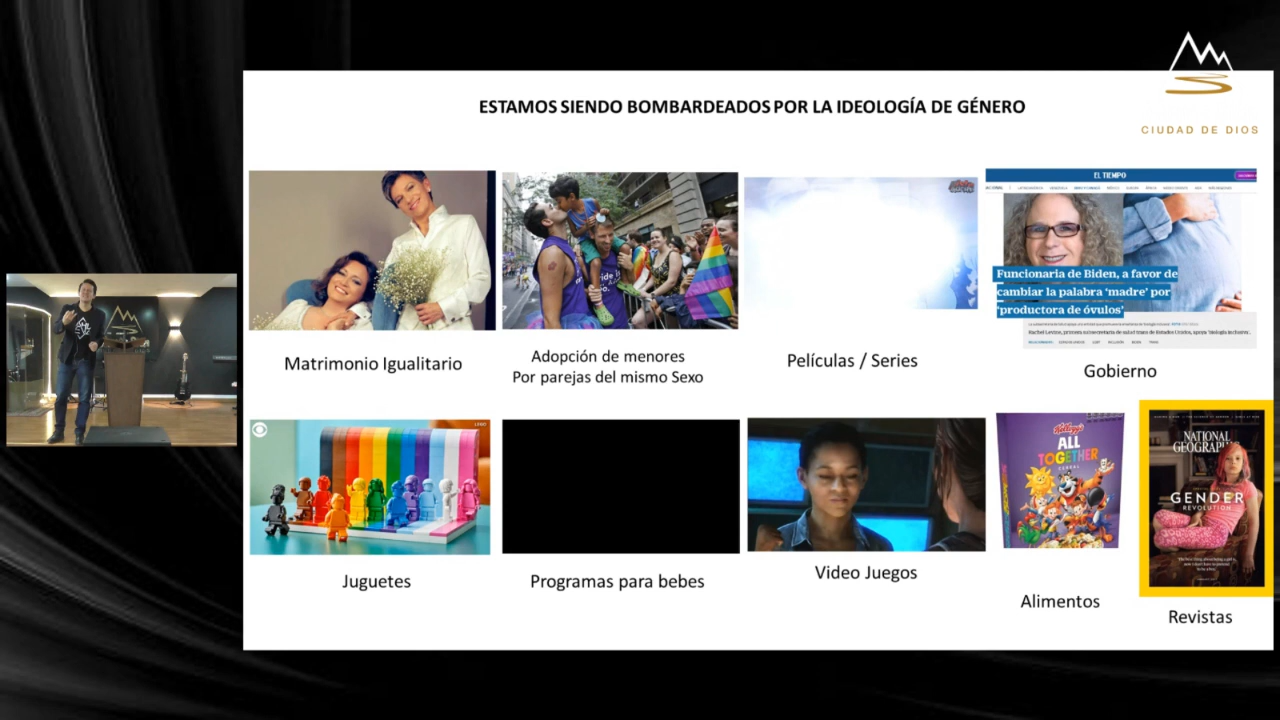 CIUDAD DE DIOS
ESTAMOS SIENDO BOMBARDEADOS POR LA IDEOLOGÍA DE GÉNERO
EL TIEMPO
Funcionaria de Biden, a favor de
cambiar la palabra 'madre' por
'productora de óvulos'
Matrimonio Igualitario
Adopción de menores
Por parejas del mismo Sexo
Películas / Series
Gobierno
LEGO
Kellogg's
ALL
TOGETHER
CEREAL
NATIONAL
GEOGRAPHIC
GENDER
REVOLUTION
Juguetes
Programas para bebes
Video Juegos
Alimentos
Revistas